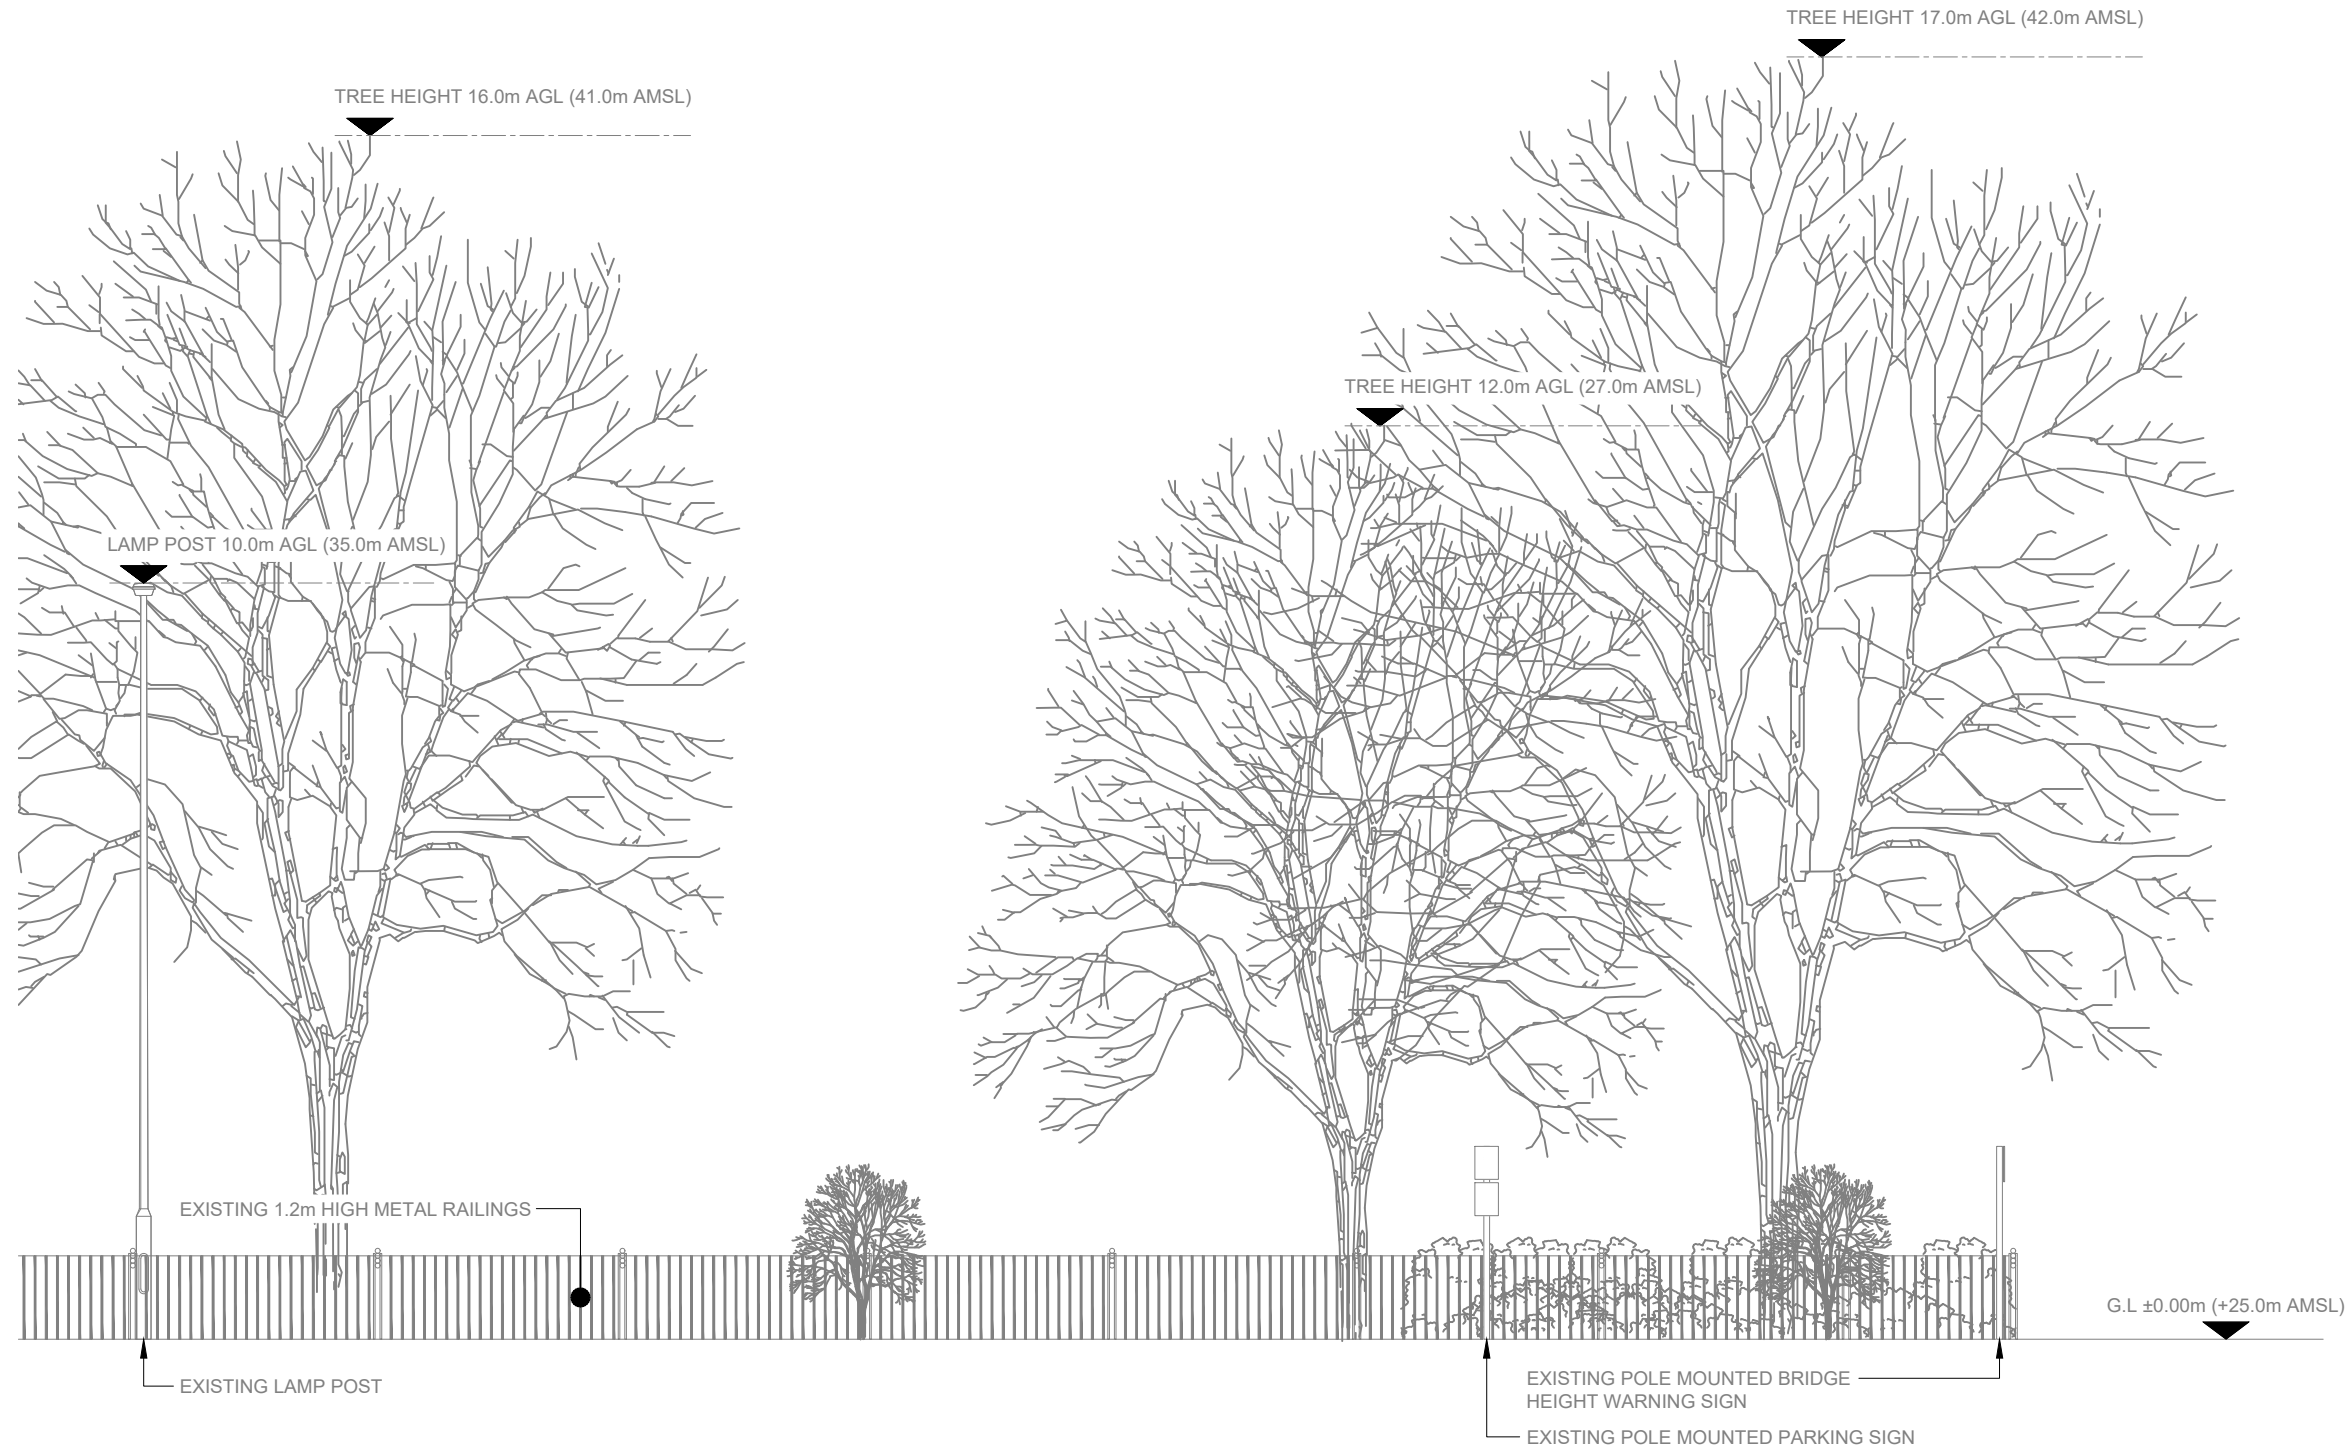 TREE HEIGHT 17.0m AGL (42.0m AMSL)
TREE HEIGHT 16.0m AGL (41.0m AMSL)
TREE HEIGHT 12.0m AGL (27.0m AMSL)
LAMP POST 10.0m AGL (35.0m AMSL)
EXISTING 1.2m HIGH METAL RAILINGS
G.L ±0.00m (+25.0m AMSL)
EXISTING LAMP POST
EXISTING POLE MOUNTED BRIDGE
HEIGHT WARNING SIGN
EXISTING POLE MOUNTED PARKING SIGN